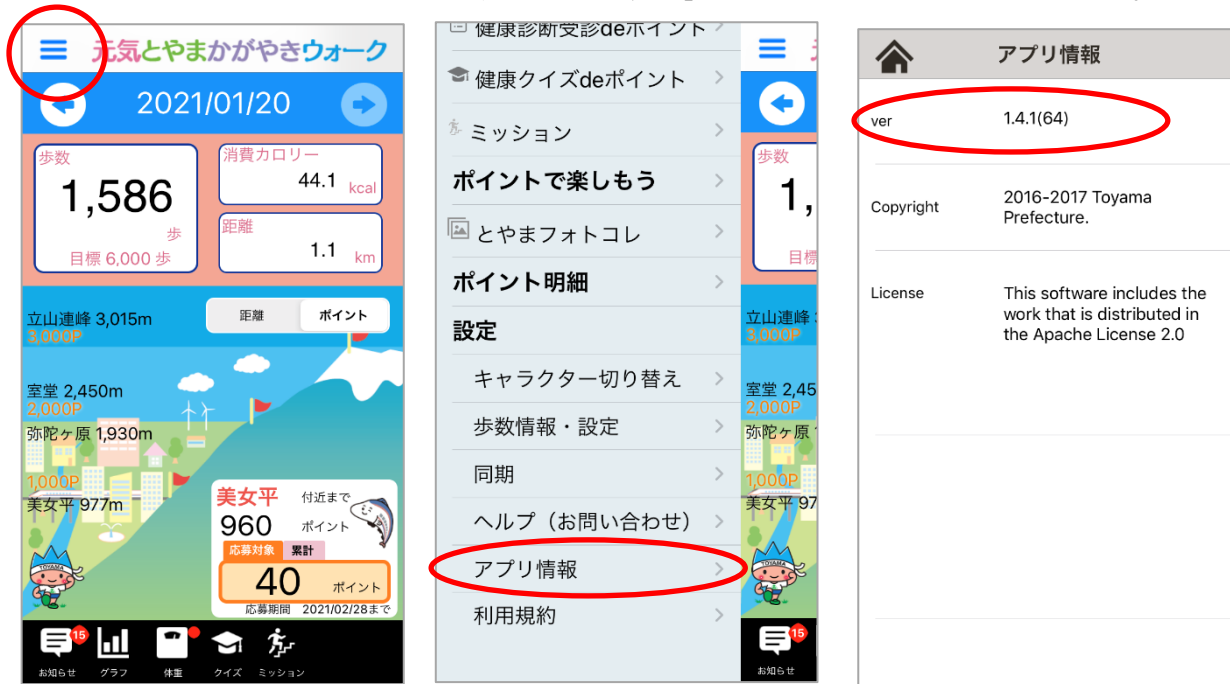 元気とやまかがやきウォーク
2021/01/20
歩数
1,586
歩
目標 6,000 歩
消費カロリー
44.1 kcal
距離
1.1 km
立山連峰 3,015m
3,000P
距離
ポイント
室堂 2,450m
2,000P
弥陀ヶ原 1,930m
1,000P
美女平 977m
美女平 付近まで
960 ポイント
応募対象 累計
40 ポイント
応募期間 2021/02/28まで
TOYAMA
15
お知らせ グラフ 体重 クイズ ミッション
健康診断受診deポイント
健康クイズdeポイント
ミッション
ポイントで楽しもう
とやまフォトコレ
ポイント明細
設定
キャラクター切り替え
歩数情報・設定
同期
ヘルプ（お問い合わせ）
アプリ情報
利用規約
歩数
1,
目標
立山連峰
3,000P
室堂 2,45
2,000P
弥陀ヶ原
1,000P
美女平 97
TOYAMA
15
お知らせ
アプリ情報
ver 1.4.1(64)
Copyright 2016-2017 Toyama
Prefecture.
License This software includes the
work that is distributed in
the Apache License 2.0